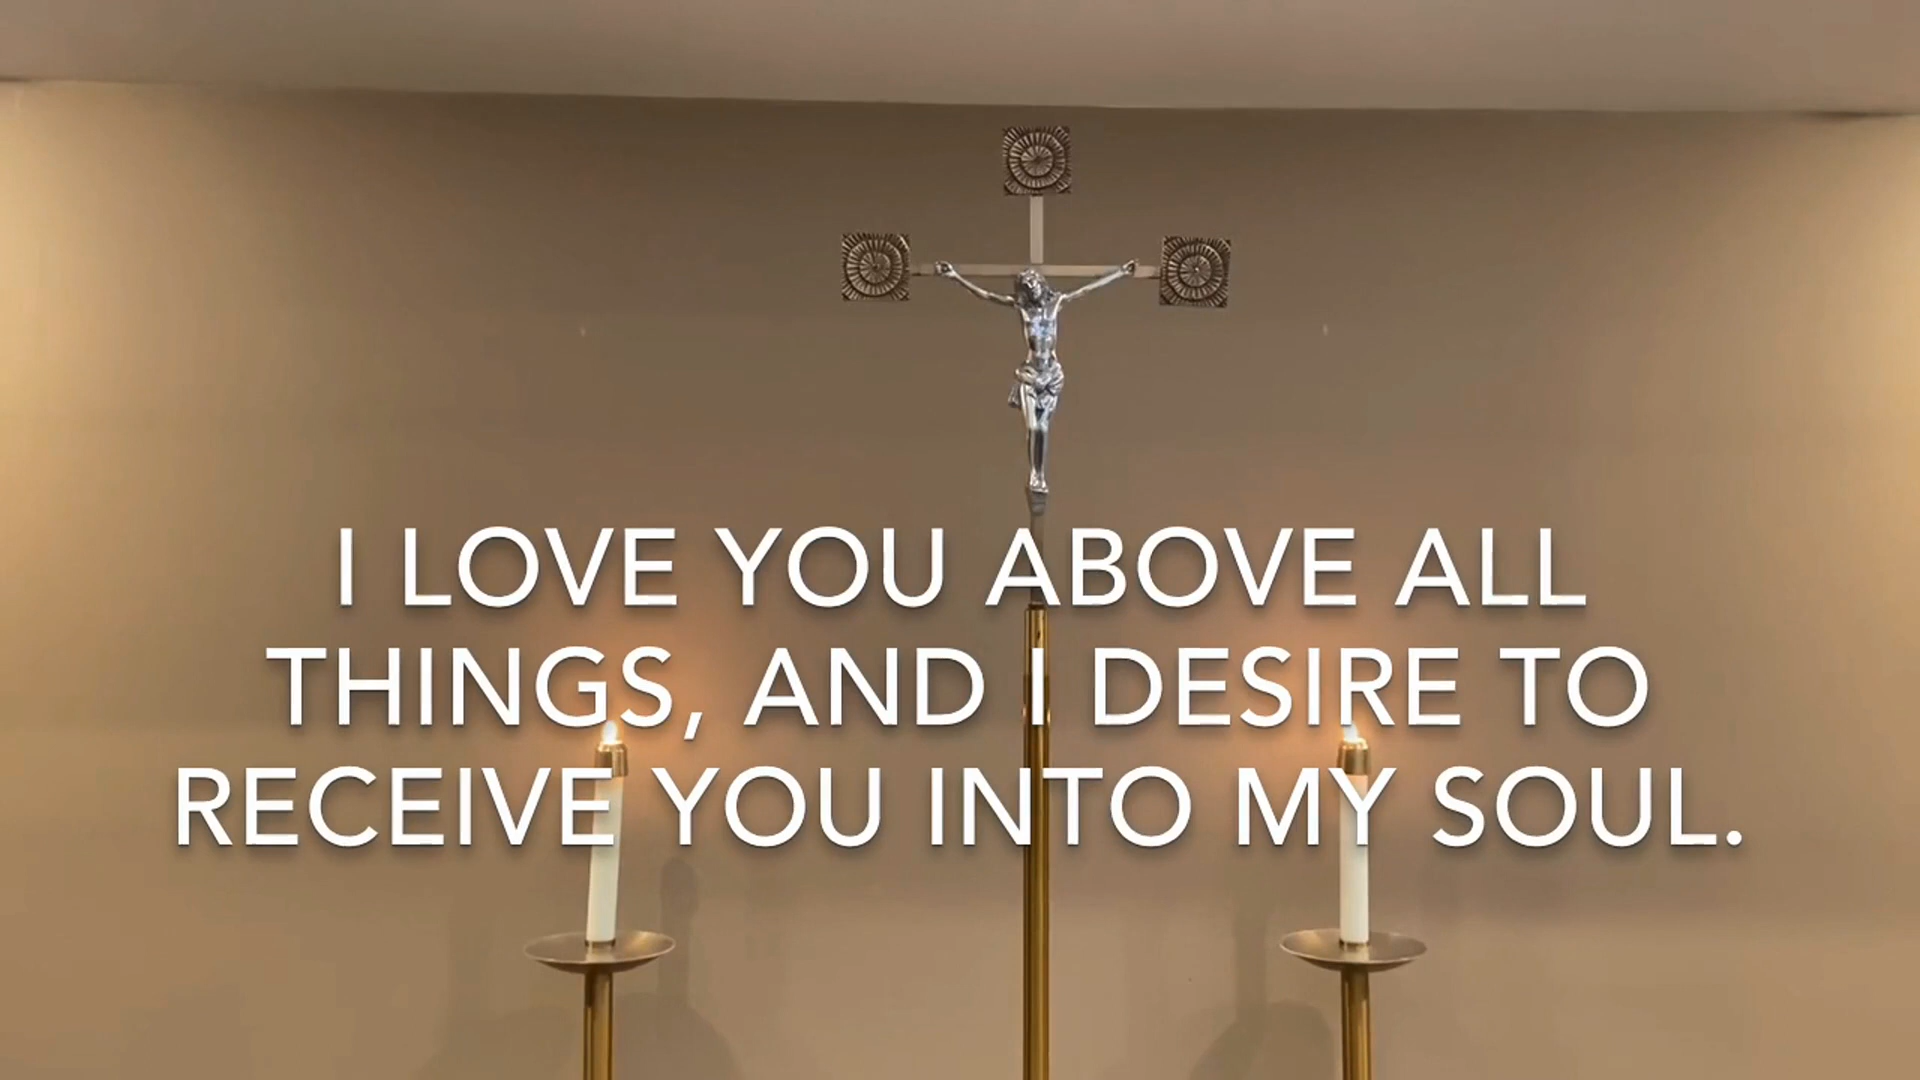 I LOVE YOU ABOVE ALL
THINGS, AND I DESIRE TO
RECEIVE YOU INTO MY SOUL.